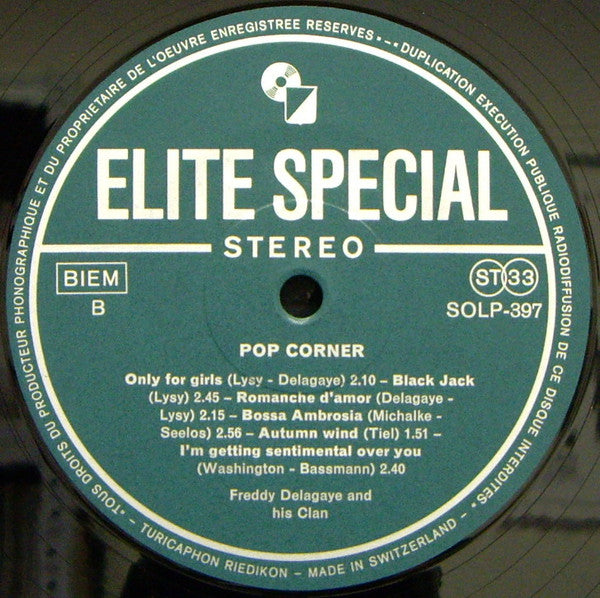 •TOUS DROITS DU PRODUCTEUR PHONOGRAPHIQUE ET DU PROPRIETAIRE DE L'OEUVRE ENREGISTREE RESERVES•–•DUPLICATION EXECUTION PUBLIQUE RADIODIFFUSION DE CE DISQUE INTERDITES•
ELITE SPECIAL
STEREO
BIEM
B
ST 33
SOLP-397
POP CORNER
Only for girls (Lysy - Delagaye) 2.10 – Black Jack
(Lysy) 2.45 – Romanche d'amor (Delagaye -
Lysy) 2.15 – Bossa Ambrosia (Michalke -
Seelos) 2.56 – Autumn wind (Tiel) 1.51 –
I'm getting sentimental over you
(Washington - Bassmann) 2.40
Freddy Delagaye and
his Clan
TURICAPHON RIEDIKON – MADE IN SWITZERLAND –